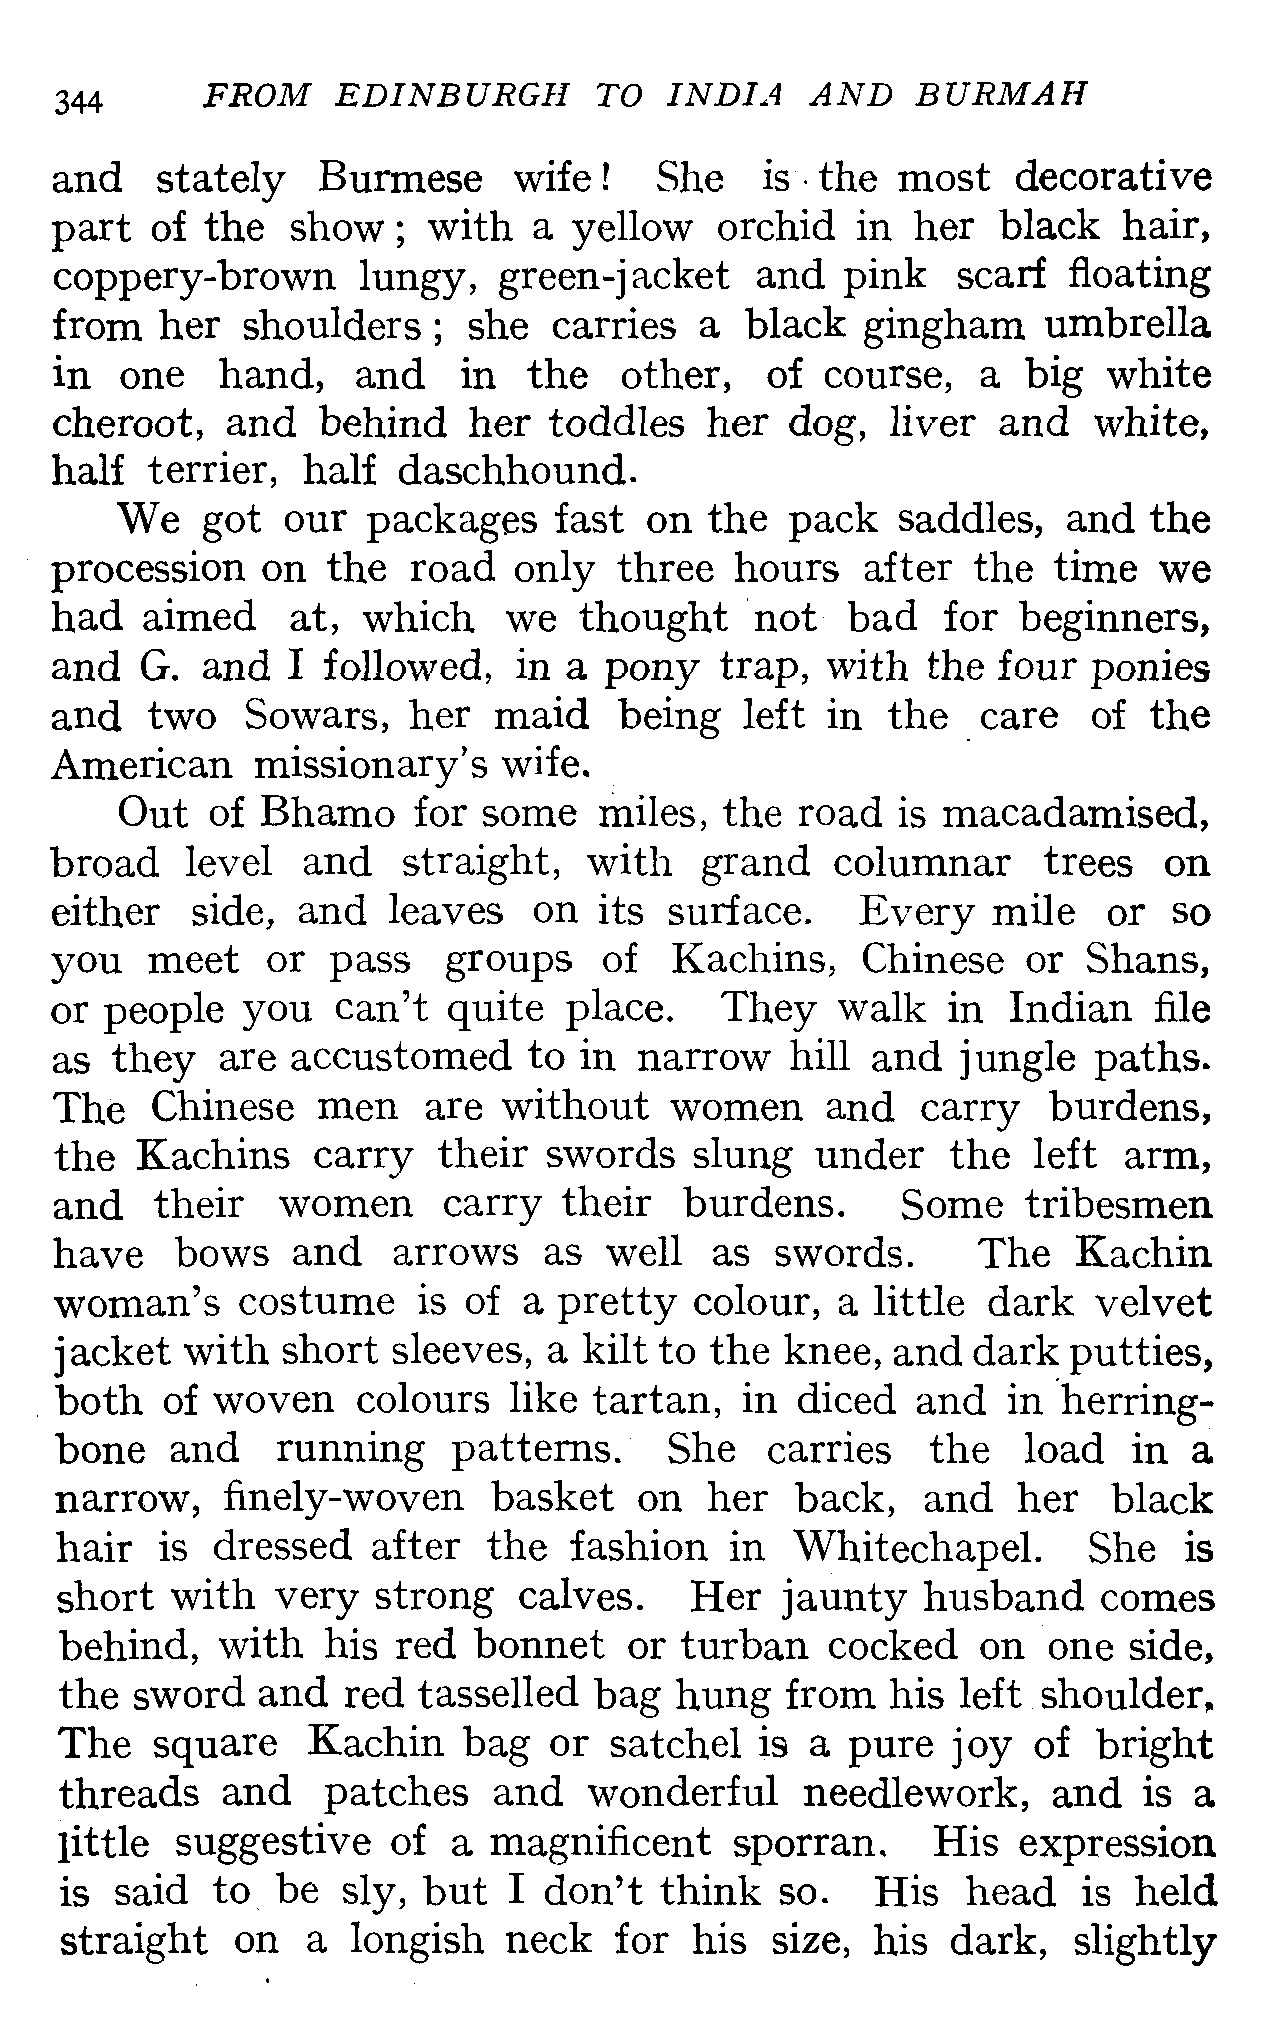 344 FROM EDINBURGH TO INDIA AND BURMAH
and stately Burmese wife! She is the most decorative
part of the show; with a yellow orchid in her black hair,
coppery-brown lungy, green-jacket and pink scarf floating
from her shoulders; she carries a black gingham umbrella
in one hand, and in the other, of course, a big white
cheroot, and behind her toddles her dog, liver and white,
half terrier, half daschhound.
We got our packages fast on the pack saddles, and the
procession on the road only three hours after the time we
had aimed at, which we thought not bad for beginners,
and G. and I followed, in a pony trap, with the four ponies
and two Sowars, her maid being left in the care of the
American missionary's wife.
Out of Bhamo for some miles, the road is macadamised,
broad level and straight, with grand columnar trees on
either side, and leaves on its surface. Every mile or so
you meet or pass groups of Kachins, Chinese or Shans,
or people you can't quite place. They walk in Indian file
as they are accustomed to in narrow hill and jungle paths.
The Chinese men are without women and carry burdens,
the Kachins carry their swords slung under the left arm,
and their women carry their burdens. Some tribesmen
have bows and arrows as well as swords. The Kachin
woman's costume is of a pretty colour, a little dark velvet
jacket with short sleeves, a kilt to the knee, and dark putties,
both of woven colours like tartan, in diced and in herring-
bone and running patterns. She carries the load in a
narrow, finely-woven basket on her back, and her black
hair is dressed after the fashion in Whitechapel. She is
short with very strong calves. Her jaunty husband comes
behind, with his red bonnet or turban cocked on one side,
the sword and red tasselled bag hung from his left shoulder,
The square Kachin bag or satchel is a pure joy of bright
threads and patches and wonderful needlework, and is a
little suggestive of a magnificent sporran. His expression
is said to be sly, but I don't think so. His head is held
straight on a longish neck for his size, his dark, slightly